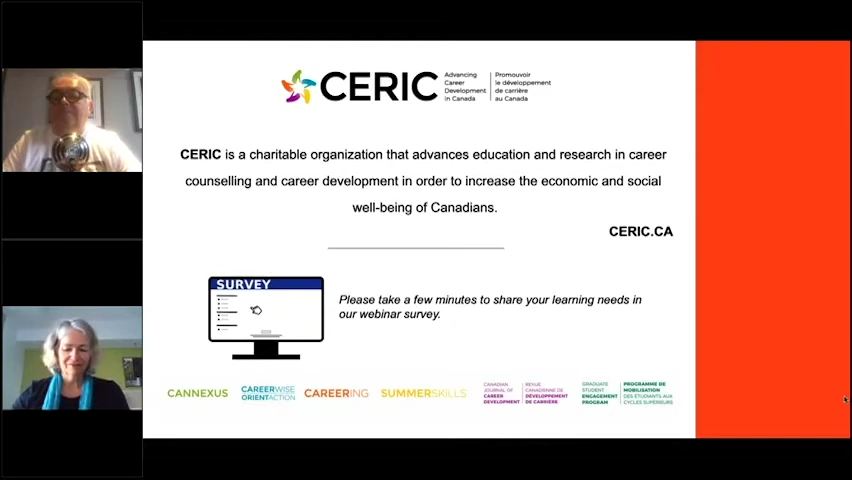 CERIC
Advancing
Career
Development
in Canada
Promouvoir
le développement
de carrière
au Canada
CERIC is a charitable organization that advances education and research in career
counselling and career development in order to increase the economic and social
well-being of Canadians.
CERIC.CA
SURVEY
Please take a few minutes to share your learning needs in
our webinar survey.
CANNEXUS
CAREERWISE
ORIENTACTION
CAREERING
SUMMERSKILLS
CANADIAN
JOURNAL OF
CAREER
DEVELOPMENT
REVUE
CANADIENNE DE
DÉVELOPPEMENT
DE CARRIÈRE
GRADUATE
STUDENT
ENGAGEMENT
PROGRAM
PROGRAMME DE
MOBILISATION
DES ÉTUDIANTS AUX
CYCLES SUPÉRIEURS